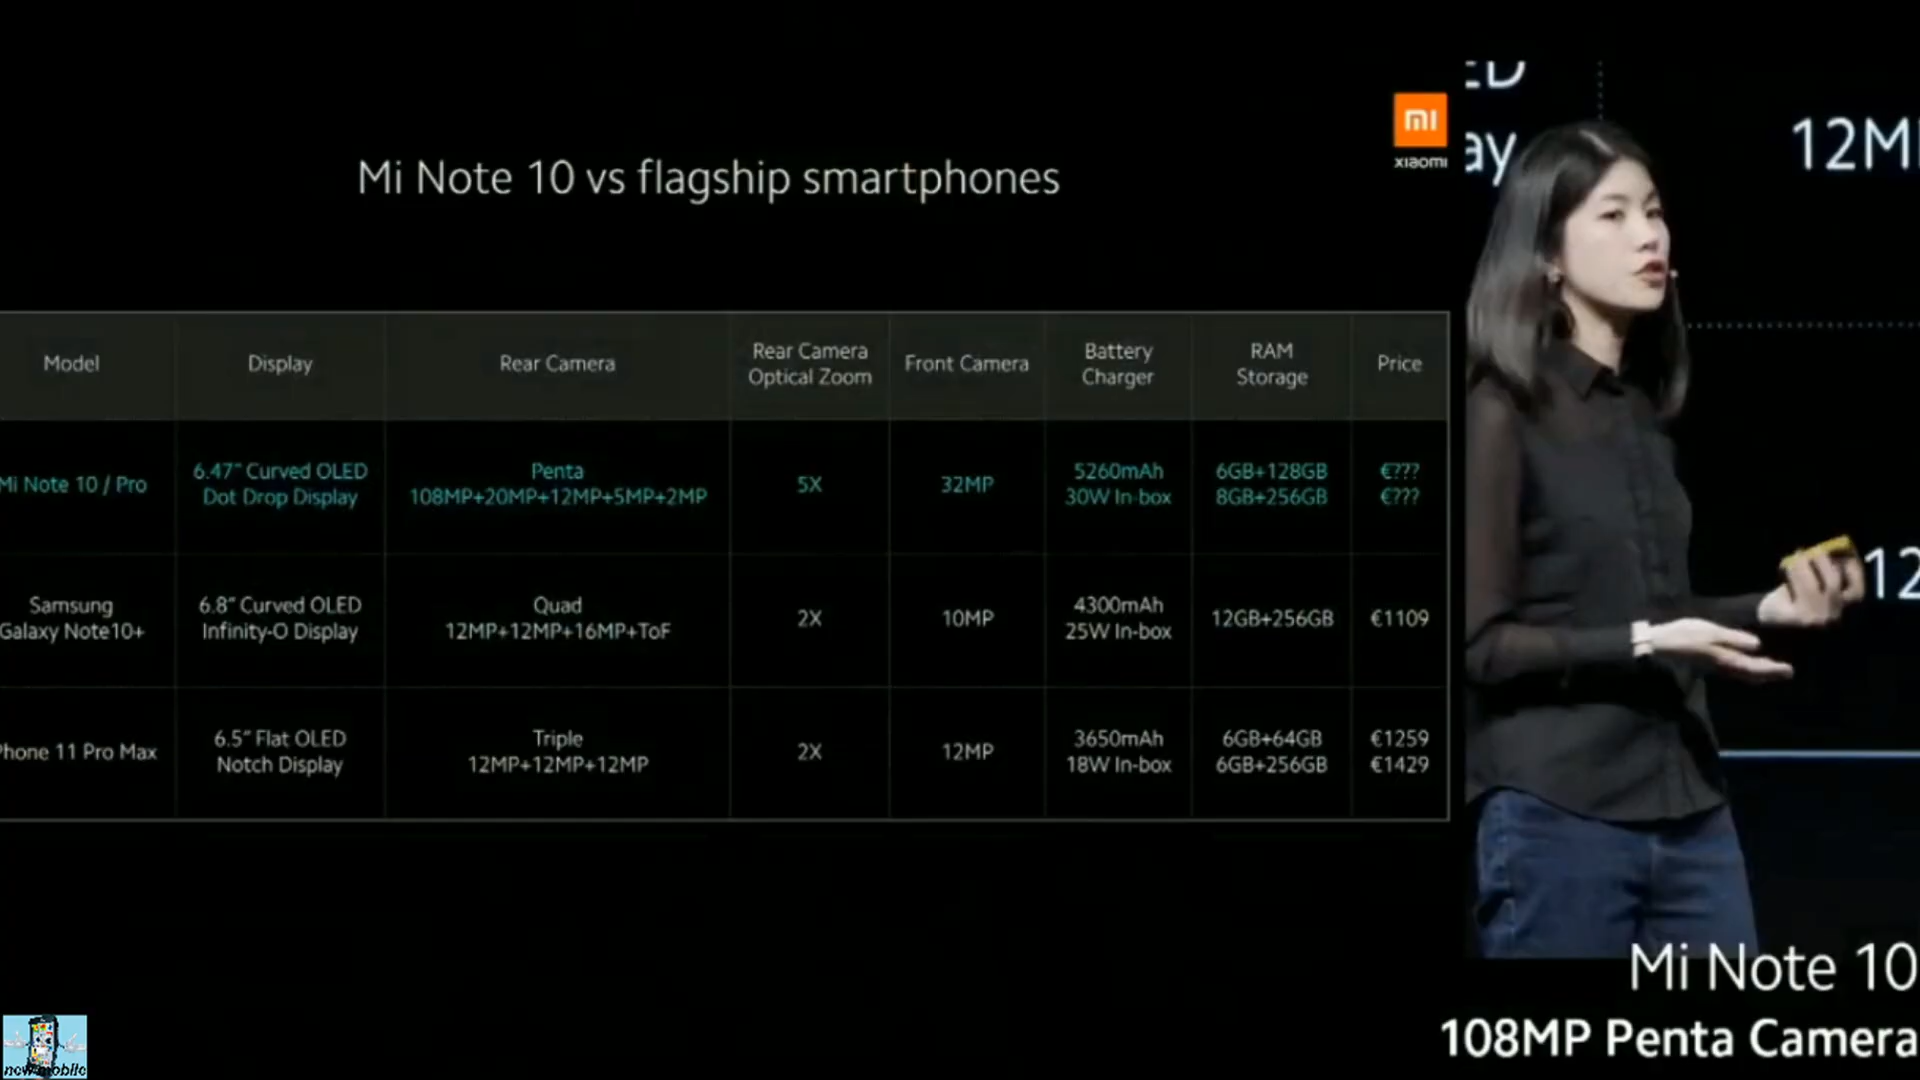 Mi Note 10 vs flagship smartphones
mi
xiaomi
ay
12M
Model
Display
Rear Camera
Rear Camera
Optical Zoom
Front Camera
Battery
Charger
RAM
Storage
Price
Mi Note 10 / Pro
6.47" Curved OLED
Dot Drop Display
Penta
108MP+20MP+12MP+5MP+2MP
5X
32MP
5260mAh
30W In-box
6GB+128GB
8GB+256GB
€???
€???
Samsung
Galaxy Note10+
6.8" Curved OLED
Infinity-O Display
Quad
12MP+12MP+16MP+ToF
2X
10MP
4300mAh
25W In-box
12GB+256GB
€1109
Phone 11 Pro Max
6.5" Flat OLED
Notch Display
Triple
12MP+12MP+12MP
2X
12MP
3650mAh
18W In-box
6GB+64GB
6GB+256GB
€1259
€1429
12
Mi Note 10
108MP Penta Camera
new mobile